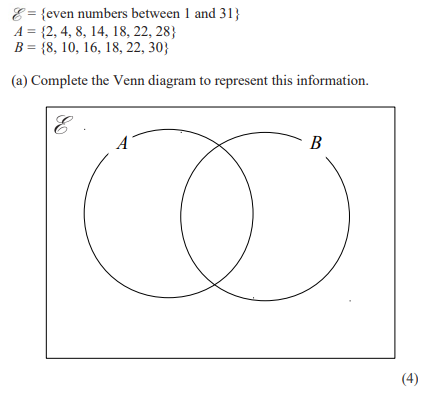 ℰ = {even numbers between 1 and 31}
A = {2, 4, 8, 14, 18, 22, 28}
B = {8, 10, 16, 18, 22, 30}
(a) Complete the Venn diagram to represent this information.
ℰ
A
B
(4)